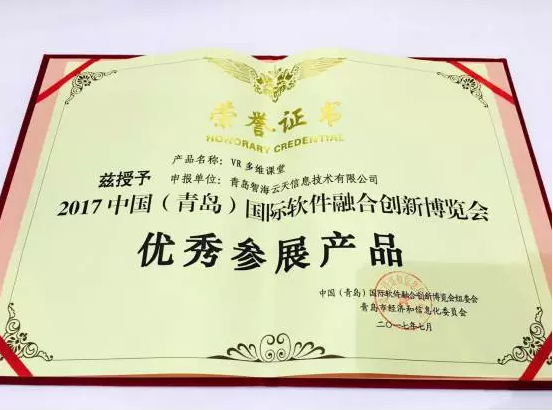 荣誉证书
HONORARY CREDENTIAL
产品名称：VR 多维课堂
兹授予 申报单位：青岛智海云天信息技术有限公司
2017中国（青岛）国际软件融合创新博览会
优秀参展产品
中国（青岛）国际软件融合创新博览会组委会
青岛市经济和信息化委员会
二〇一七年七月